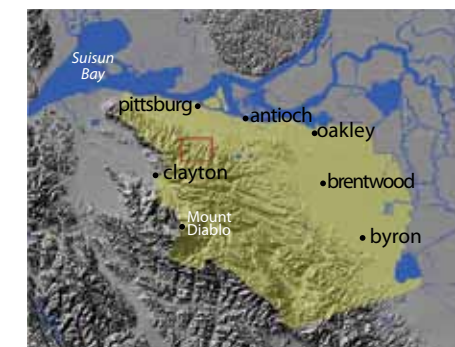 Suisun
Bay
pittsburg
antioch
oakley
clayton
brentwood
Mount
Diablo
byron